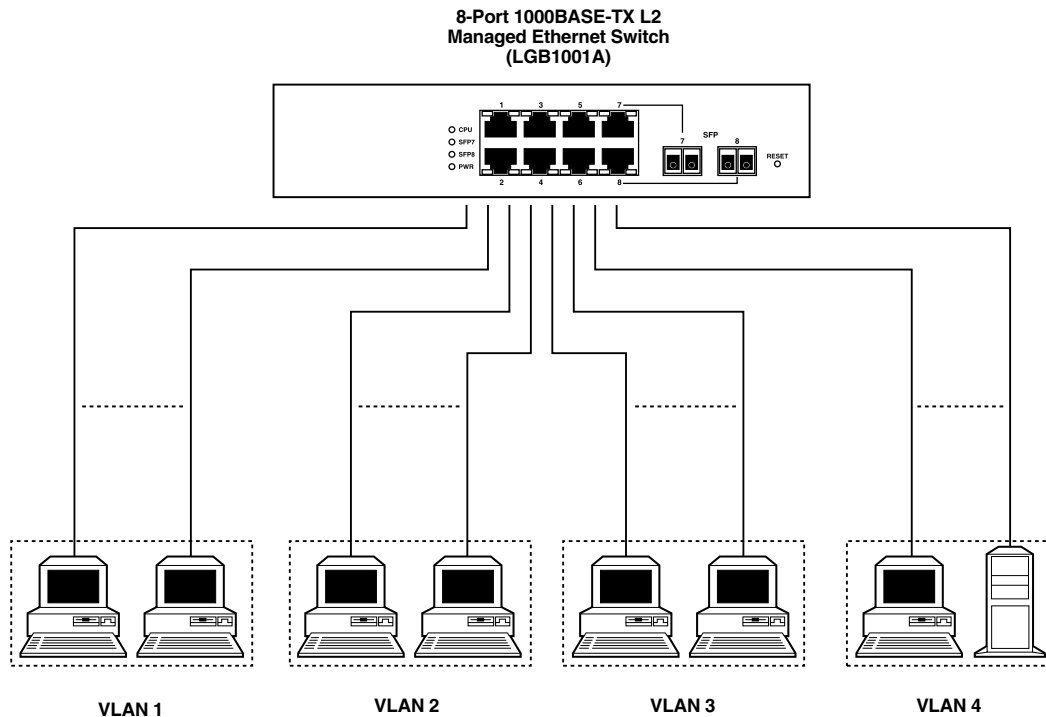 8-Port 1000BASE-TX L2
Managed Ethernet Switch
(LGB1001A)
1 3 5 7
CPU
SFP7
SFP8
PWR
2 4 6 8
SFP
7 8
RESET
VLAN 1
VLAN 2
VLAN 3
VLAN 4